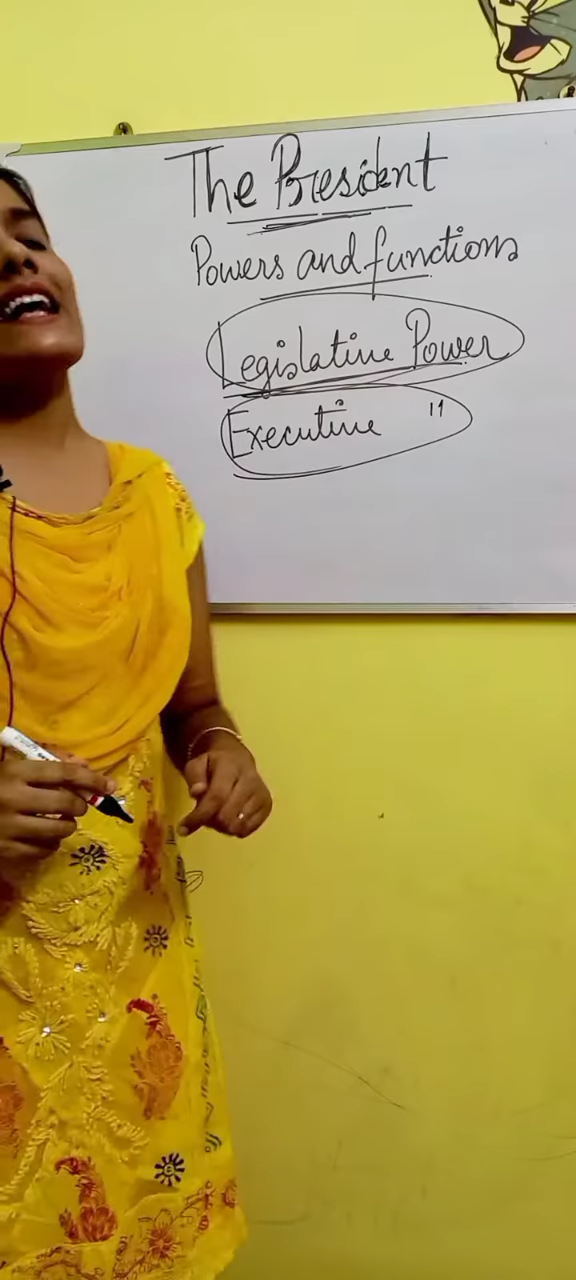 The President
Powers and functions
Legislative Power
Executive "